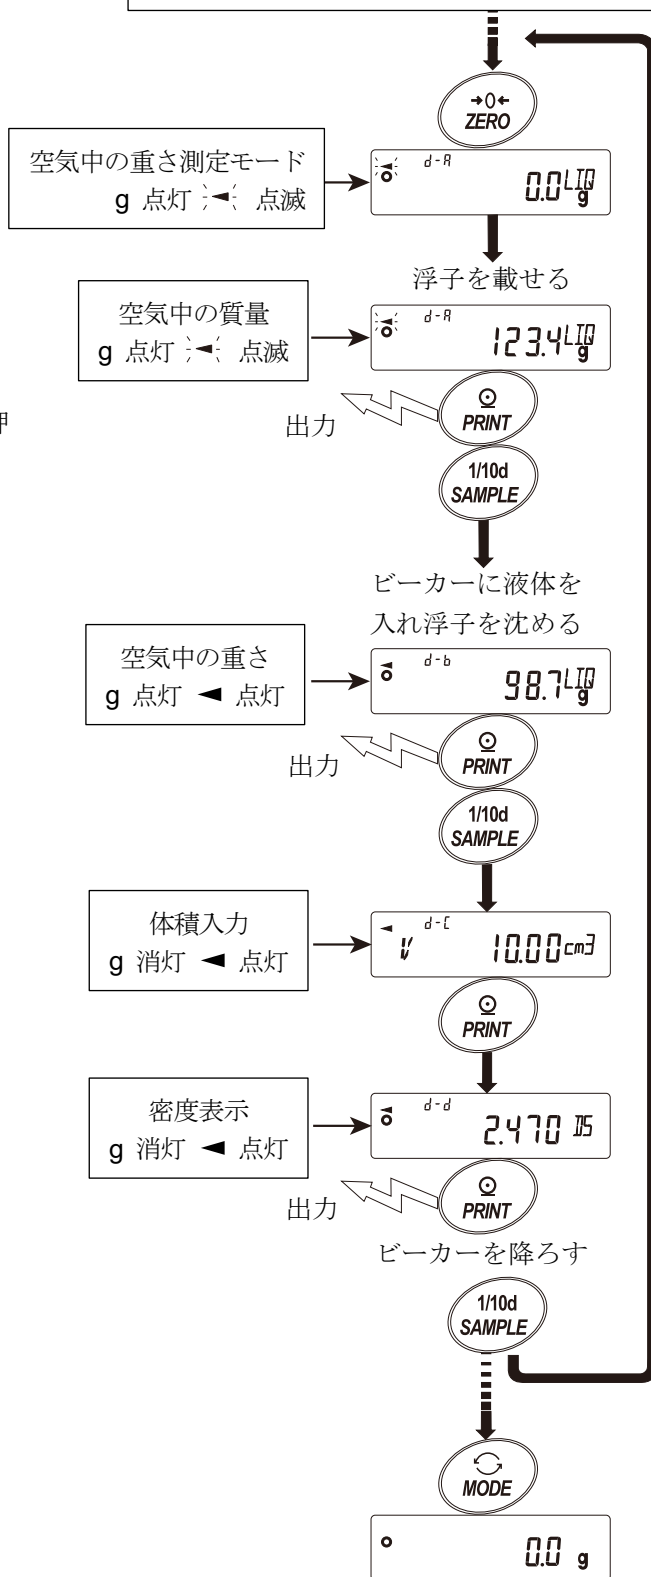 →0←
ZERO
空気中の重さ測定モード
g 点灯 ◄ 点滅
d-A
0.0 LIQ
g
浮子を載せる
空気中の質量
g 点灯 ◄ 点滅
d-A
123.4 LIQ
g
出力
PRINT
1/10d
SAMPLE
ビーカーに液体を
入れ浮子を沈める
空気中の重さ
g 点灯 ◄ 点灯
d-b
98.7 LIQ
g
出力
PRINT
1/10d
SAMPLE
体積入力
g 消灯 ◄ 点灯
d-C
V 10.00 cm3
PRINT
密度表示
g 消灯 ◄ 点灯
d-d
2.470 DS
出力
PRINT
ビーカーを降ろす
1/10d
SAMPLE
MODE
0.0 g